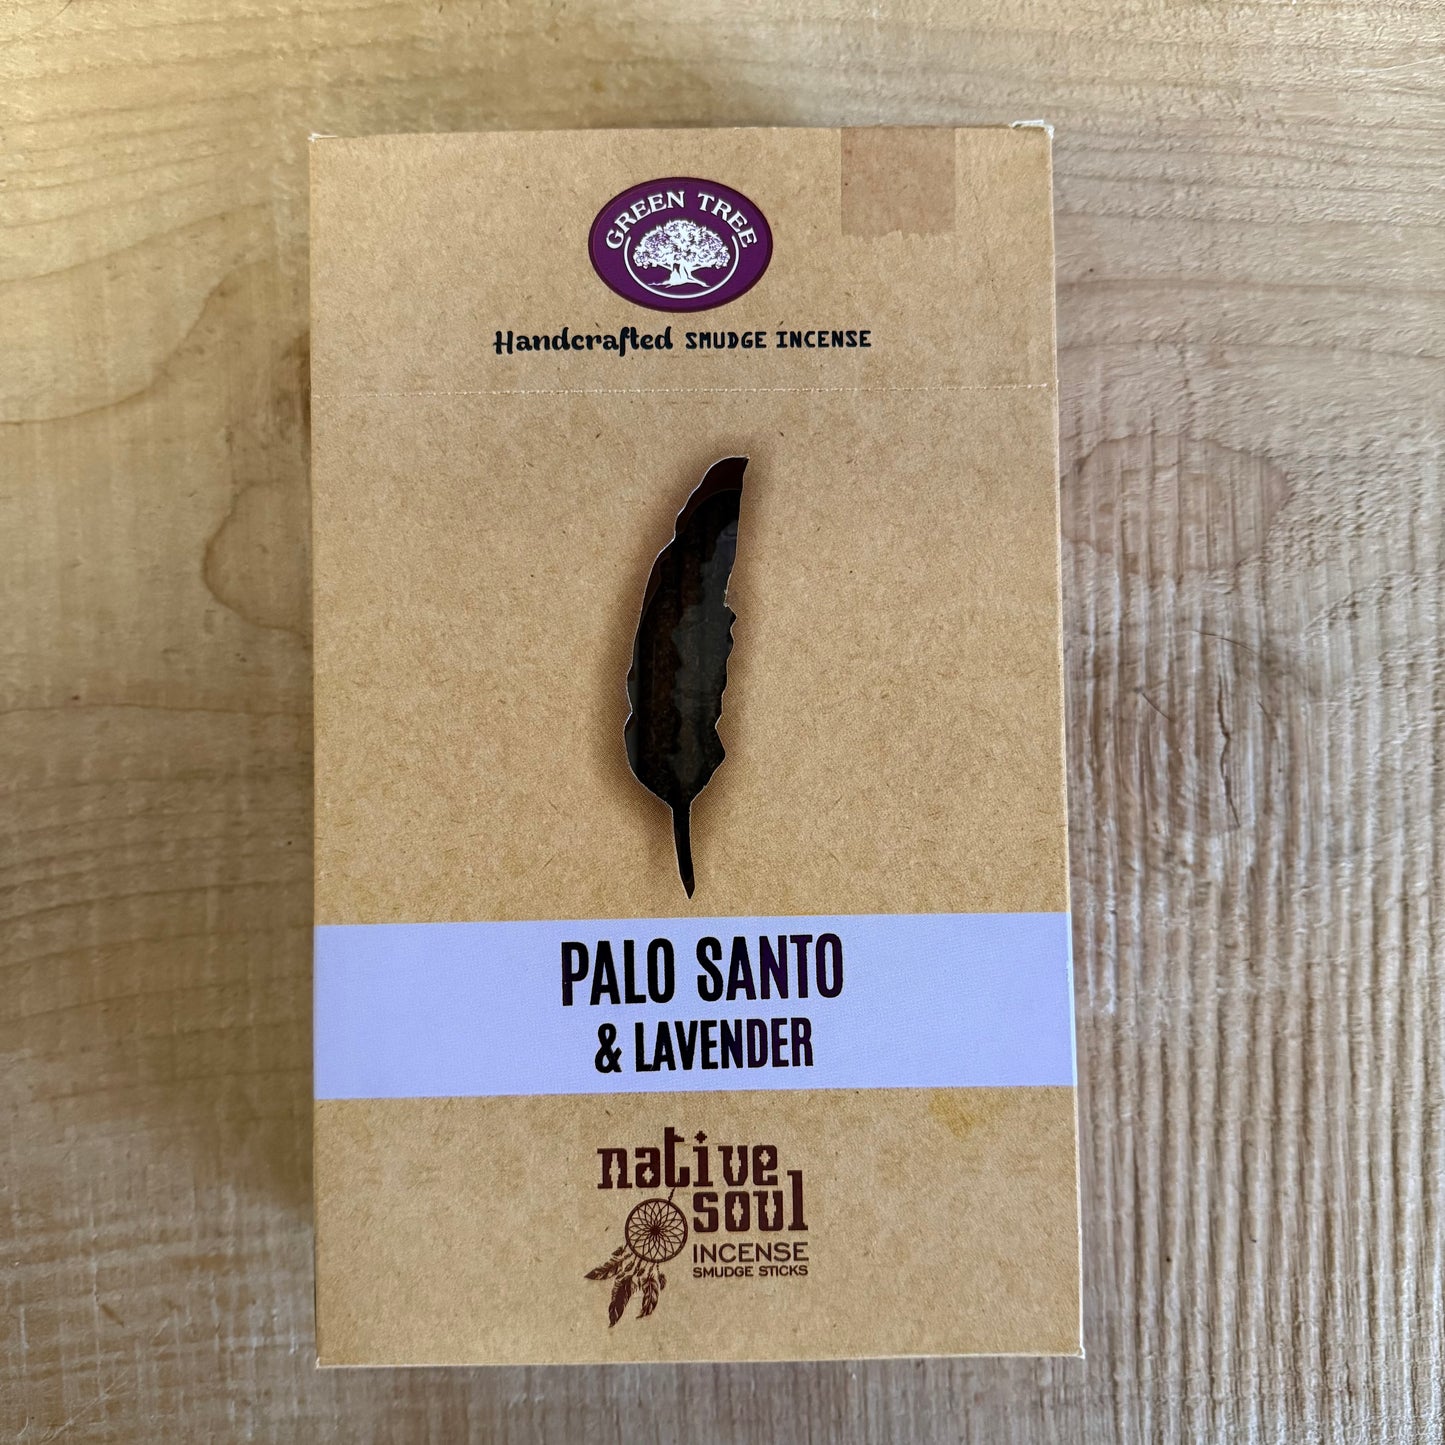 GREEN TREE
Handcrafted SMUDGE INCENSE
PALO SANTO
& LAVENDER
native
soul
INCENSE
SMUDGE STICKS